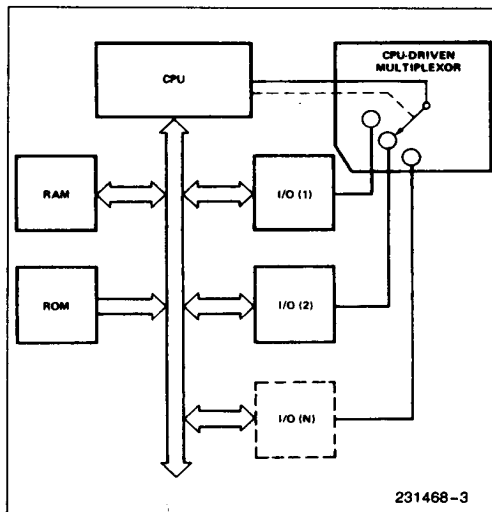 CPU
CPU-DRIVEN
MULTIPLEXOR
RAM
I/O (1)
ROM
I/O (2)
I/O (N)
231468-3